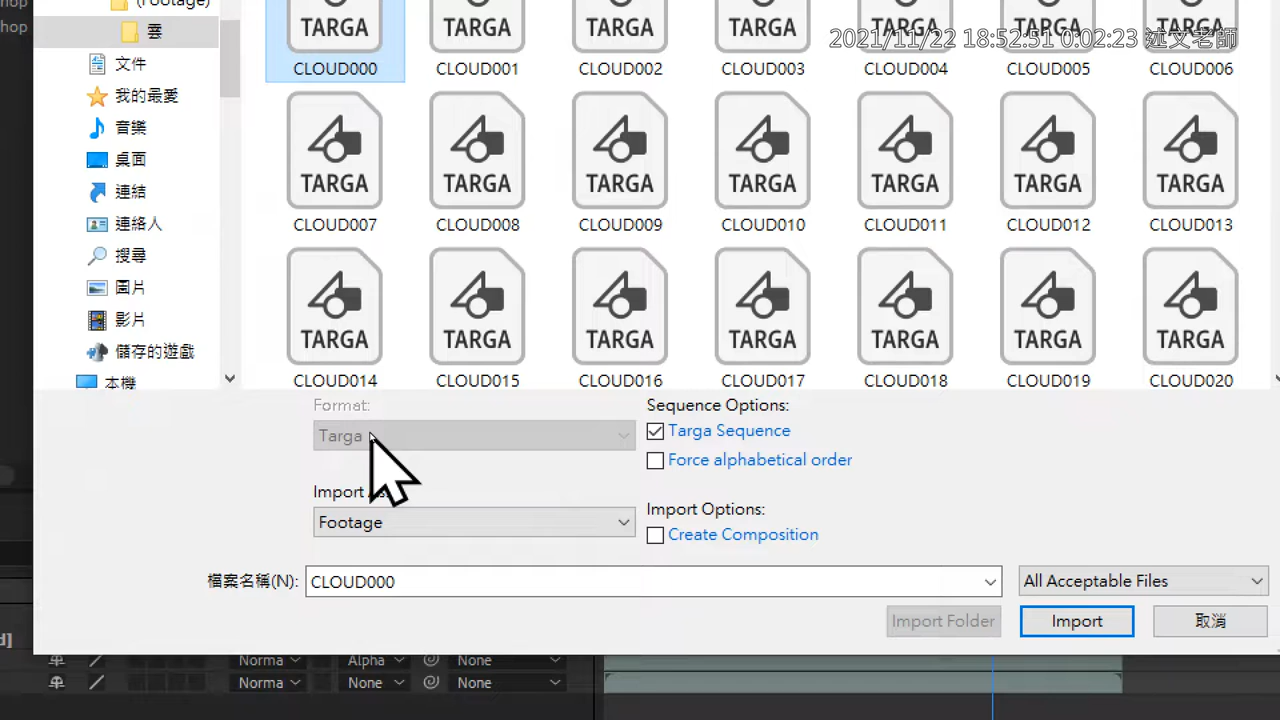 hop
(Footage)
hop
雲
文件
我的最愛
音樂
桌面
連結
連絡人
搜尋
圖片
影片
儲存的遊戲
本機
2021/11/22 18:52:51 0:02:23 述文老師
TARGA TARGA TARGA TARGA TARGA TARGA TARGA
CLOUD000 CLOUD001 CLOUD002 CLOUD003 CLOUD004 CLOUD005 CLOUD006
TARGA TARGA TARGA TARGA TARGA TARGA TARGA
CLOUD007 CLOUD008 CLOUD009 CLOUD010 CLOUD011 CLOUD012 CLOUD013
TARGA TARGA TARGA TARGA TARGA TARGA TARGA
CLOUD014 CLOUD015 CLOUD016 CLOUD017 CLOUD018 CLOUD019 CLOUD020
Format:
Targa
Import As:
Footage
Sequence Options:
Targa Sequence
Force alphabetical order
Import Options:
Create Composition
檔案名稱(N): CLOUD000 All Acceptable Files
Import Folder Import 取消
d]
Norma Alpha None
Norma None None